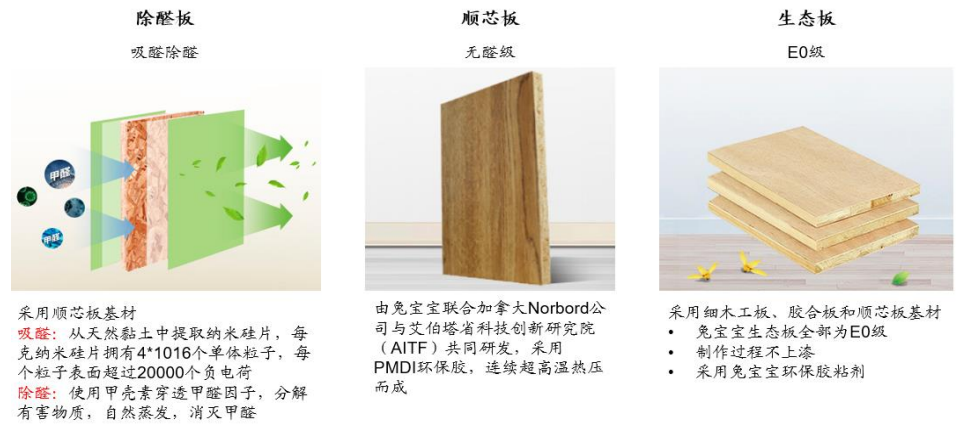 除醛板
吸醛除醛
甲醛
甲醛
采用顺芯板基材
吸醛：从天然黏土中提取纳米硅片，每
克纳米硅片拥有4*1016个单体粒子，每
个粒子表面超过20000个负电荷
除醛：使用甲壳素穿透甲醛因子，分解
有害物质，自然蒸发，消灭甲醛
顺芯板
无醛级
由兔宝宝联合加拿大Norbord公
司与艾伯塔省科技创新研究院
（AITF）共同研发，采用
PMDI环保胶，连续超高温热压
而成
生态板
E0级
采用细木工板、胶合板和顺芯板基材
• 兔宝宝生态板全部为E0级
• 制作过程不上漆
• 采用兔宝宝环保胶粘剂